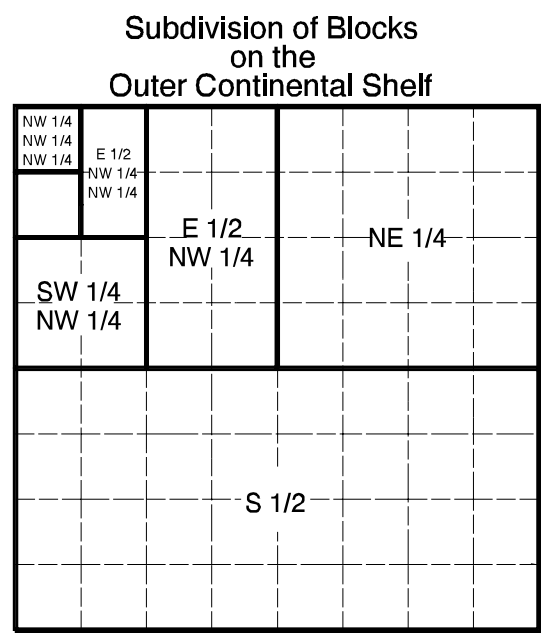 Subdivision of Blocks
on the
Outer Continental Shelf
NW 1/4
NW 1/4
NW 1/4
E 1/2
NW 1/4
NW 1/4
E 1/2
NW 1/4
NE 1/4
SW 1/4
NW 1/4
S 1/2